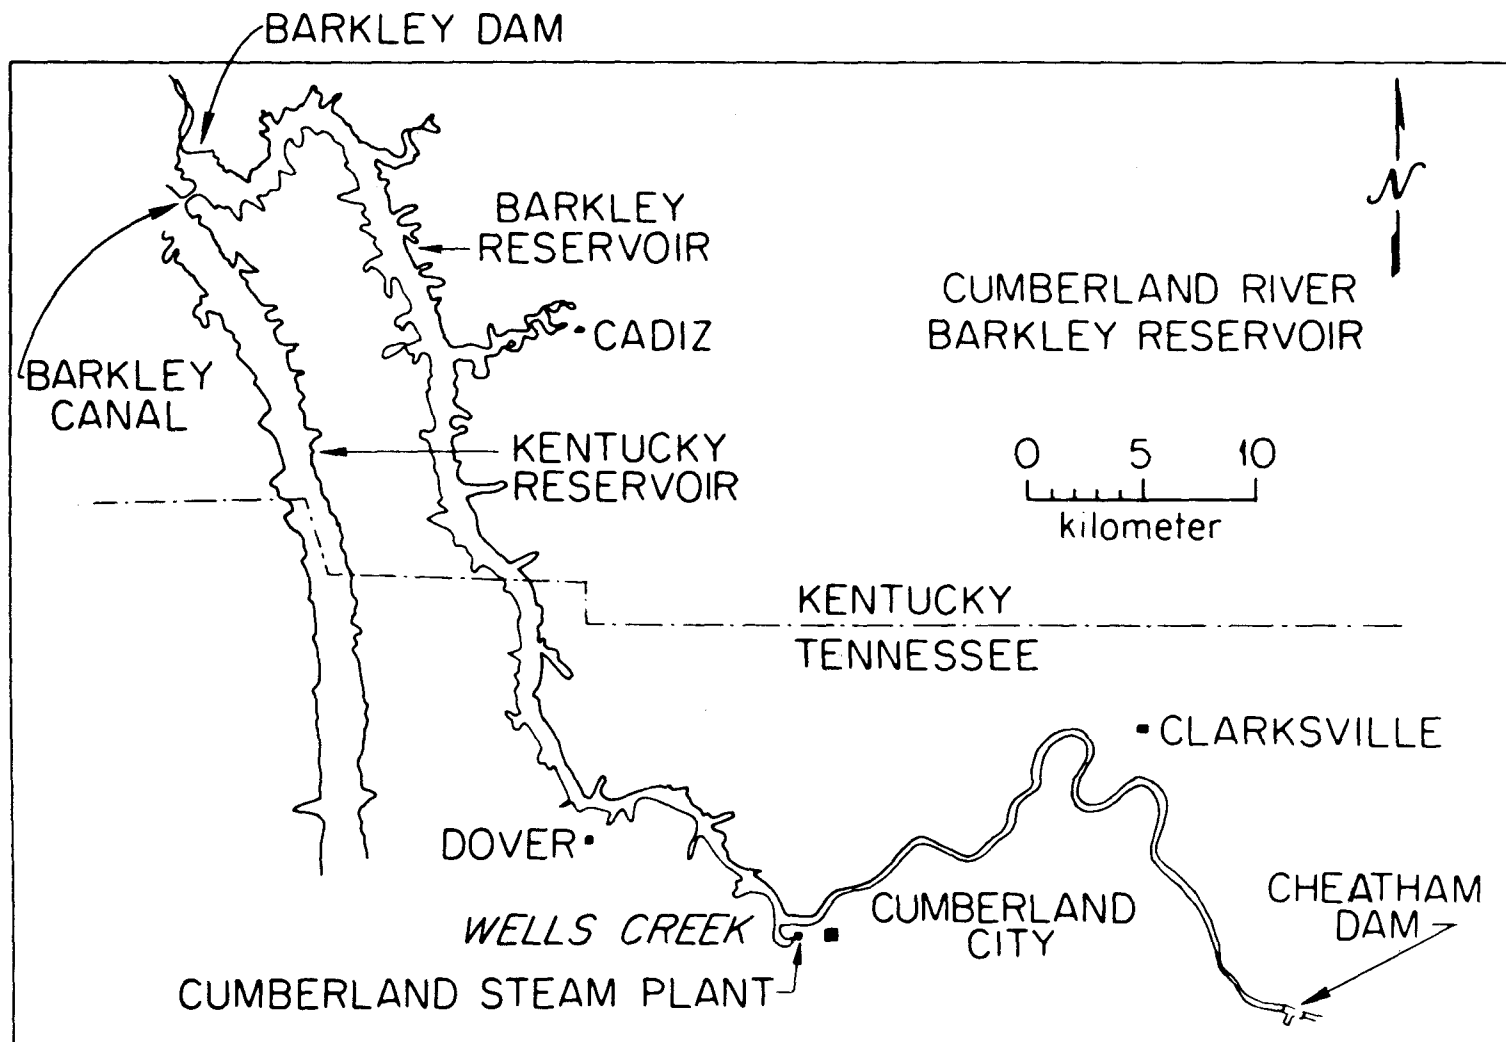 BARKLEY DAM
N
BARKLEY
RESERVOIR
CUMBERLAND RIVER
BARKLEY RESERVOIR
CADIZ
BARKLEY
CANAL
KENTUCKY
RESERVOIR
0 5 10
kilometer
KENTUCKY
TENNESSEE
CLARKSVILLE
DOVER
CHEATHAM
DAM
CUMBERLAND
CITY
WELLS CREEK
CUMBERLAND STEAM PLANT